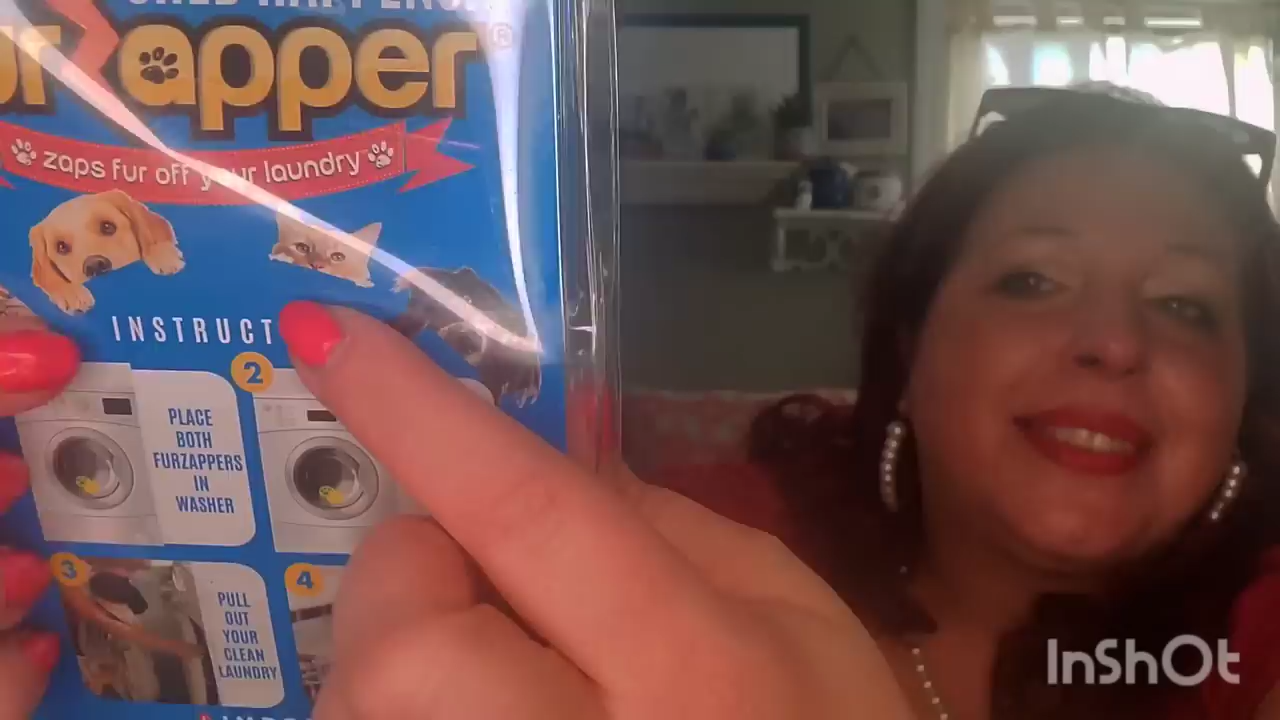 apper®
zaps fur off your laundry
INSTRUCT
2
PLACE
BOTH
FURZAPPERS
IN
WASHER
3
4
PULL
OUT
YOUR
CLEAN
LAUNDRY
InShOt